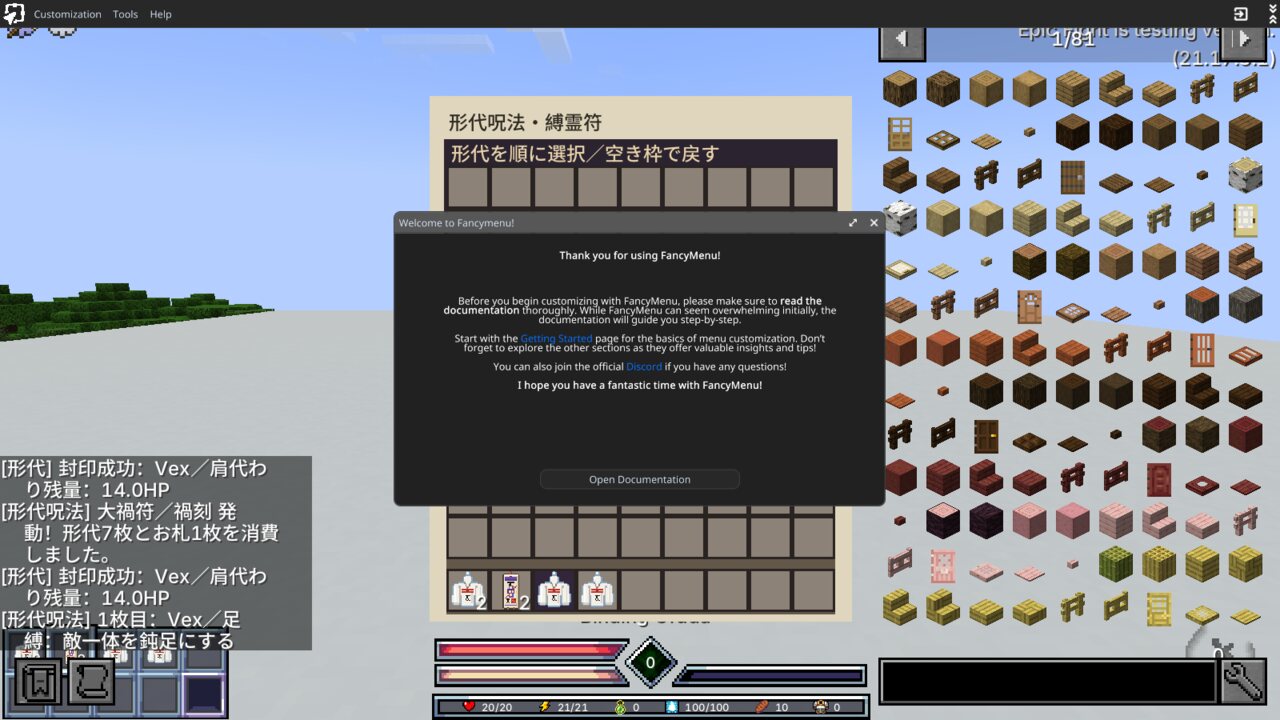 Customization Tools Help
1/81
形代呪法・縛霊符
形代を順に選択／空き枠で戻す
Welcome to Fancymenu!
Thank you for using FancyMenu!
Before you begin customizing with FancyMenu, please make sure to read the
documentation thoroughly. While FancyMenu can seem overwhelming initially, the
documentation will guide you step-by-step.
Start with the Getting Started page for the basics of menu customization. Don't
forget to explore the other sections as they offer valuable insights and tips!
You can also join the official Discord if you have any questions!
I hope you have a fantastic time with FancyMenu!
Open Documentation
[形代] 封印成功：Vex／肩代わ
り残量：14.0HP
[形代呪法] 大禍符／禍刻 発
動！形代7枚とお札1枚を消費
しました。
[形代] 封印成功：Vex／肩代わ
り残量：14.0HP
[形代呪法] 1枚目：Vex／足
縛：敵一体を鈍足にする
2 2
0
20/20 21/21 0 100/100 10 0